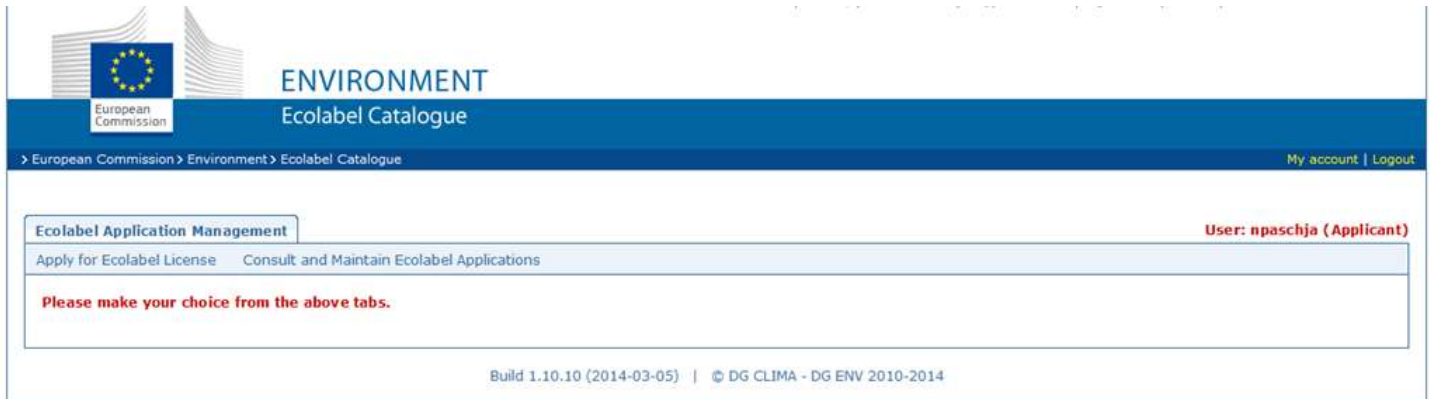 ENVIRONMENT
European
Commission
Ecolabel Catalogue
> European Commission > Environment > Ecolabel Catalogue My account | Logout
Ecolabel Application Management User: npaschja (Applicant)
Apply for Ecolabel License Consult and Maintain Ecolabel Applications
Please make your choice from the above tabs.
Build 1.10.10 (2014-03-05) | © DG CLIMA - DG ENV 2010-2014